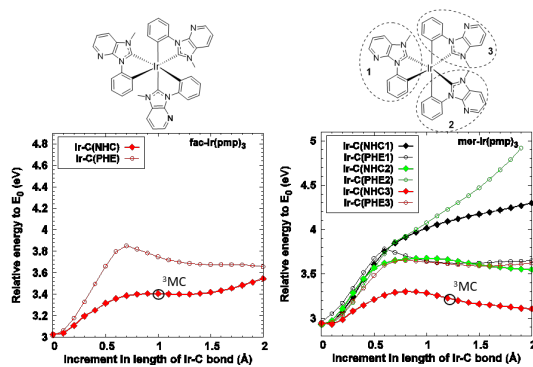 N
N
N
N
N
N
N
N
N
Ir
N
N
N
N
N
N
N
N
N
Ir
1
2
3
fac-Ir(pmp)3
Ir-C(NHC)
Ir-C(PHE)
3MC
4.8
4.6
4.4
4.2
4
3.8
3.6
3.4
3.2
3
0
0.5
1
1.5
2
Relative energy to E0 (eV)
Increment in length of Ir-C bond (Å)
mer-Ir(pmp)3
Ir-C(NHC1)
Ir-C(PHE1)
Ir-C(NHC2)
Ir-C(PHE2)
Ir-C(NHC3)
Ir-C(PHE3)
3MC
5
4.5
4
3.5
3
0
0.5
1
1.5
2
Relative energy to E0 (eV)
Increment in length of Ir-C bond (Å)